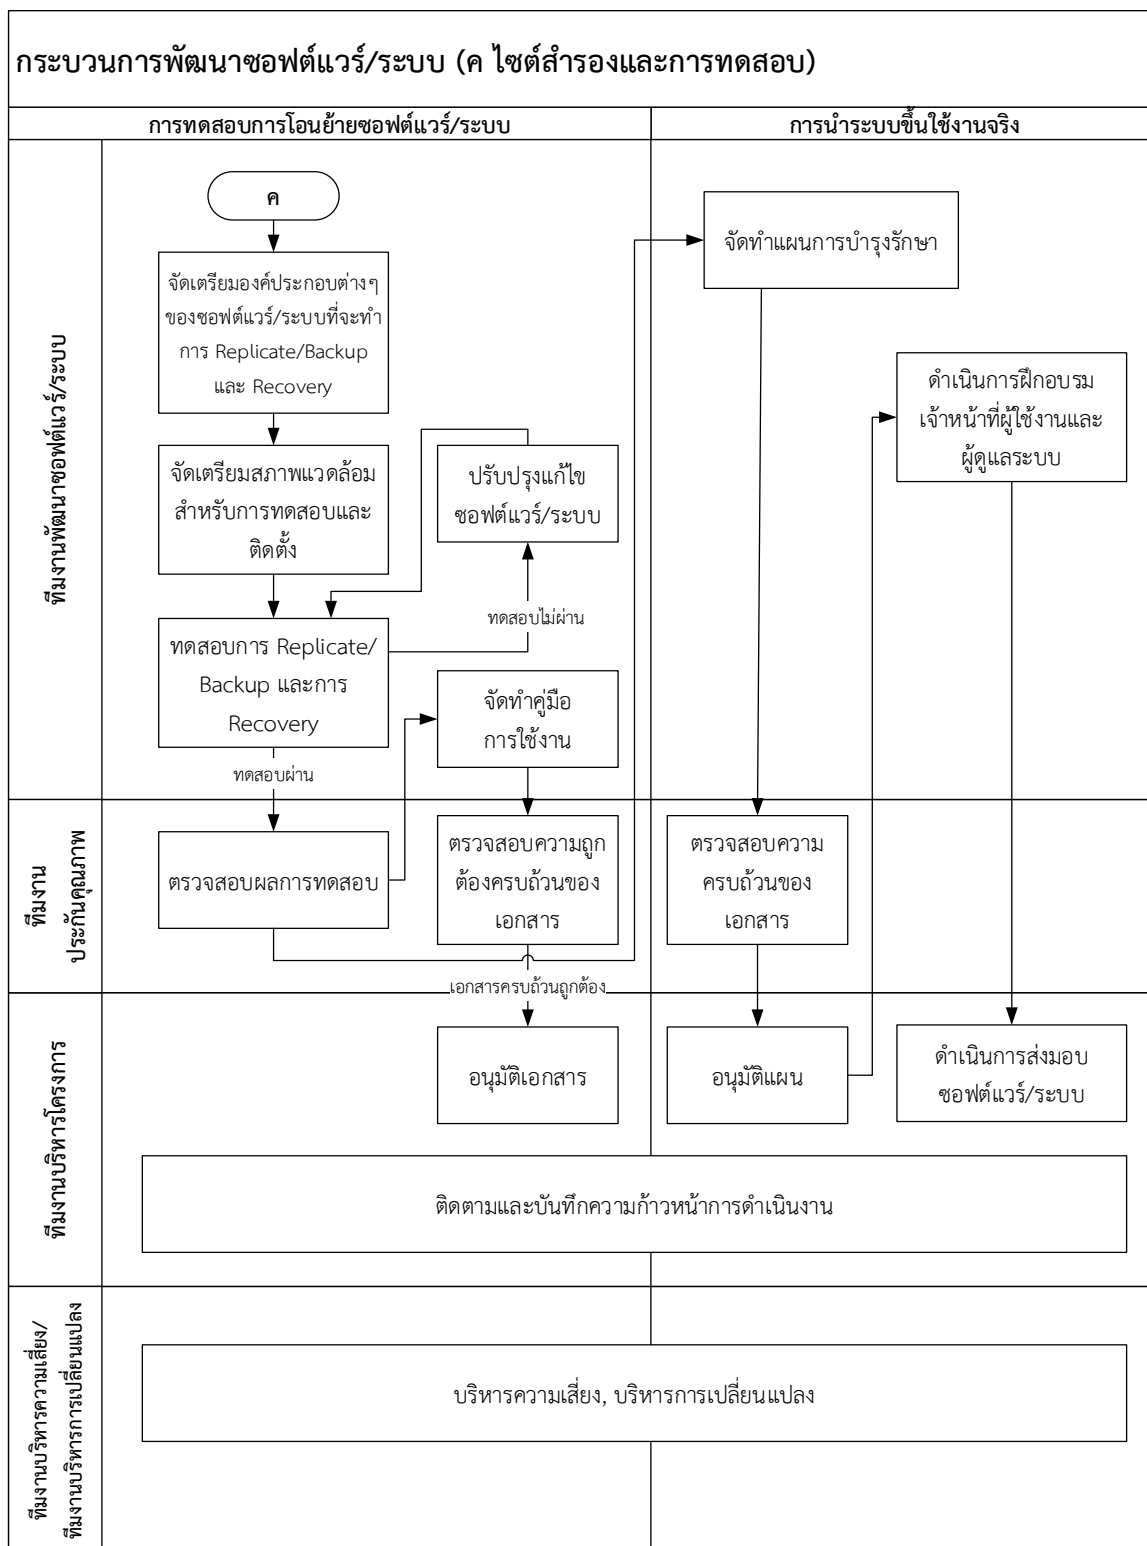 กระบวนการพัฒนาซอฟต์แวร์/ระบบ (ค ไซต์สำรองและการทดสอบ)
การทดสอบการโอนย้ายซอฟต์แวร์/ระบบ
การนำระบบขึ้นใช้งานจริง
ทีมงานพัฒนาซอฟต์แวร์/ระบบ
ค
จัดเตรียมองค์ประกอบต่างๆ
ของซอฟต์แวร์/ระบบที่จะทำ
การ Replicate/Backup
และ Recovery
จัดเตรียมสภาพแวดล้อม
สำหรับการทดสอบและ
ติดตั้ง
ปรับปรุงแก้ไข
ซอฟต์แวร์/ระบบ
ทดสอบไม่ผ่าน
ทดสอบการ Replicate/
Backup และการ
Recovery
ทดสอบผ่าน
จัดทำคู่มือ
การใช้งาน
จัดทำแผนการบำรุงรักษา
ดำเนินการฝึกอบรม
เจ้าหน้าที่ผู้ใช้งานและ
ผู้ดูแลระบบ
ทีมงาน
ประกันคุณภาพ
ตรวจสอบผลการทดสอบ
ตรวจสอบความถูก
ต้องครบถ้วนของ
เอกสาร
เอกสารครบถ้วนถูกต้อง
ตรวจสอบความ
ครบถ้วนของ
เอกสาร
ทีมงานบริหารโครงการ
อนุมัติเอกสาร
อนุมัติแผน
ดำเนินการส่งมอบ
ซอฟต์แวร์/ระบบ
ติดตามและบันทึกความก้าวหน้าการดำเนินงาน
ทีมงานบริหารความเสี่ยง/
ทีมงานบริหารการเปลี่ยนแปลง
บริหารความเสี่ยง, บริหารการเปลี่ยนแปลง